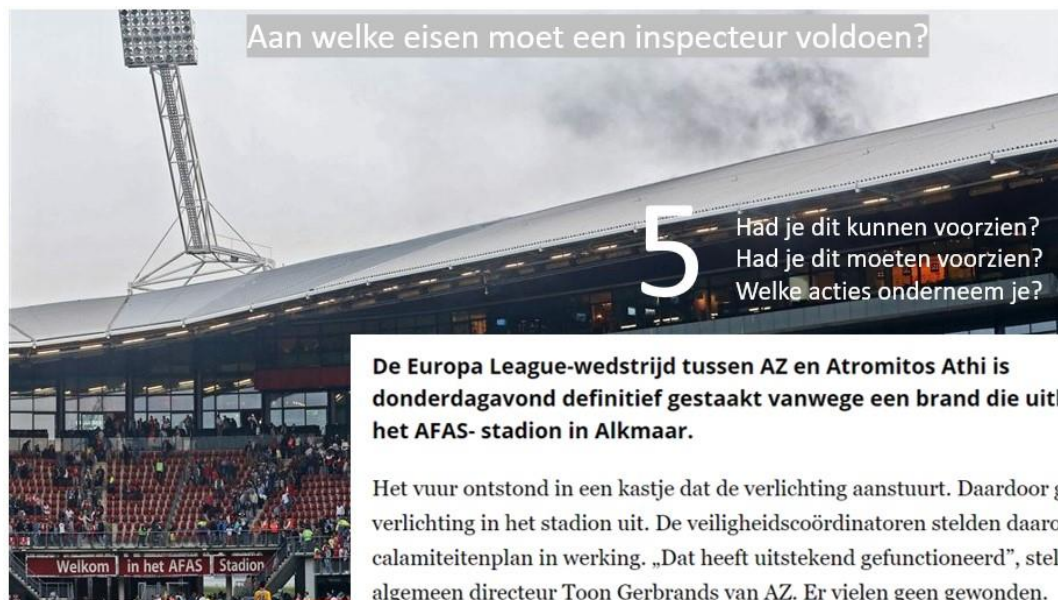 Aan welke eisen moet een inspecteur voldoen?
5
Had je dit kunnen voorzien?
Had je dit moeten voorzien?
Welke acties onderneem je?
De Europa League-wedstrijd tussen AZ en Atromitos Athi is
donderdagavond definitief gestaakt vanwege een brand die
het AFAS- stadion in Alkmaar.
Het vuur ontstond in een kastje dat de verlichting aanstuurt. Daardoor
verlichting in het stadion uit. De veiligheidscoördinatoren stelden
calamiteitenplan in werking. „Dat heeft uitstekend gefunctioneerd”,
algemeen directeur Toon Gerbrands van AZ. Er vielen geen gewonden.
Welkom in het AFAS Stadion